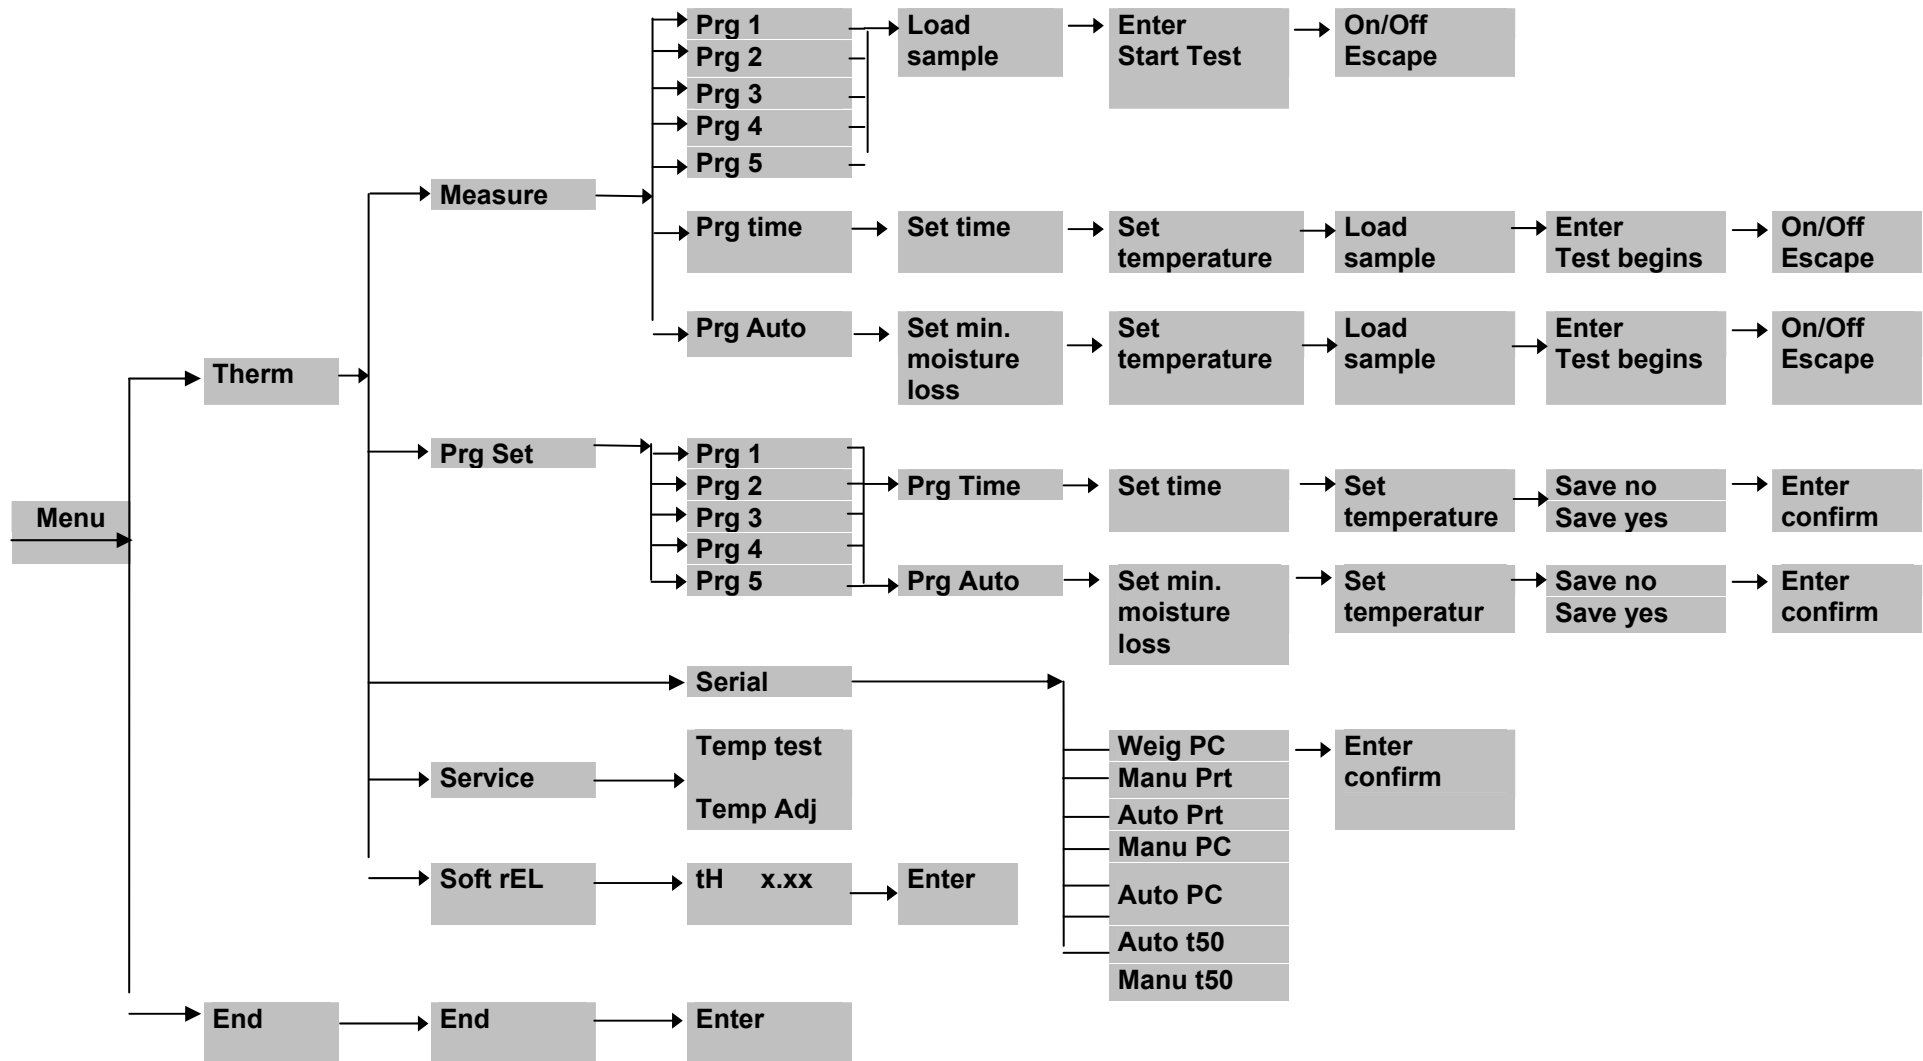 Prg 1
Prg 2
Prg 3
Prg 4
Prg 5
Load
sample
Enter
Start Test
On/Off
Escape
Measure
Prg time
Set time
Set
temperature
Load
sample
Enter
Test begins
On/Off
Escape
Prg Auto
Set min.
moisture
loss
Set
temperature
Load
sample
Enter
Test begins
On/Off
Escape
Therm
Prg Set
Prg 1
Prg 2
Prg 3
Prg 4
Prg 5
Prg Time
Set time
Set
temperature
Save no
Save yes
Enter
confirm
Menu
Prg Auto
Set min.
moisture
loss
Set
temperatur
Save no
Save yes
Enter
confirm
Serial
Weig PC
Manu Prt
Auto Prt
Manu PC
Auto PC
Auto t50
Manu t50
Enter
confirm
Service
Temp test
Temp Adj
Soft rEL
tH x.xx
Enter
End
End
Enter